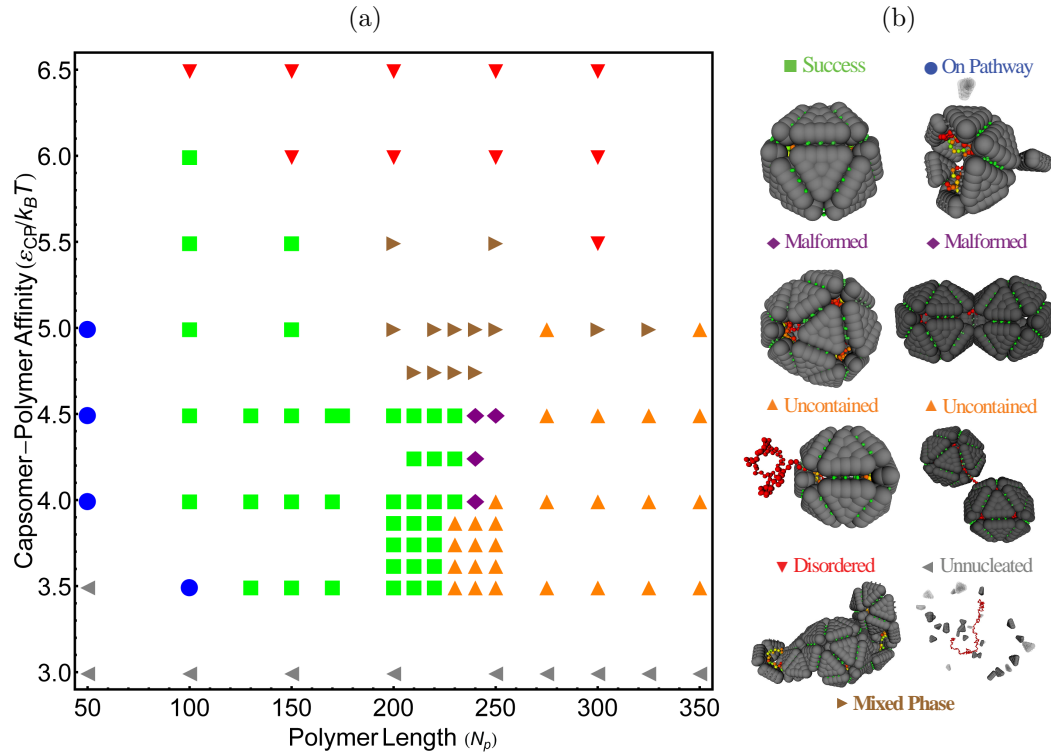 (a)
(b)
6.5
6.0
5.5
5.0
4.5
4.0
3.5
3.0
50
100
150
200
250
300
350
Capsomer-Polymer Affinity (εCP/kBT)
Polymer Length (Np)
Success
On Pathway
Malformed
Malformed
Uncontained
Uncontained
Disordered
Unnucleated
Mixed Phase